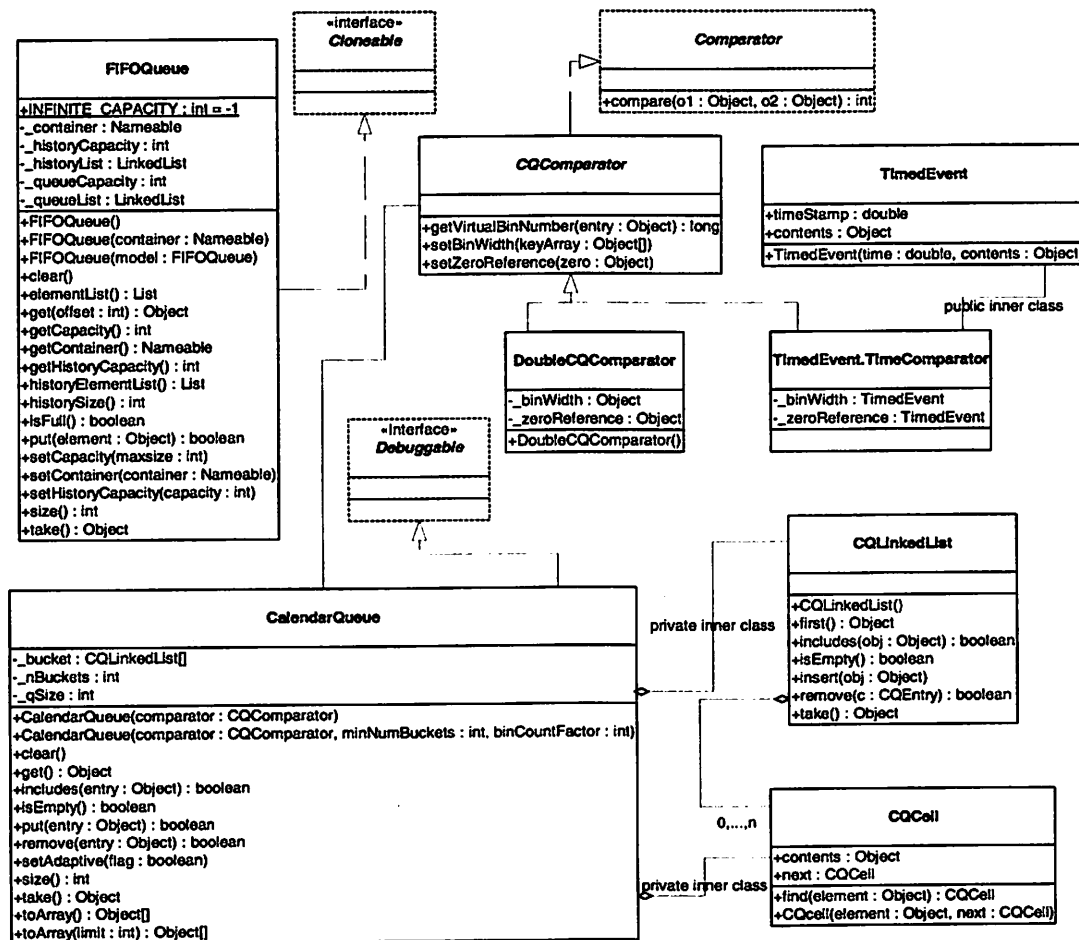 FIFOQueue
+INFINITE_CAPACITY : int = -1
-_container : Nameable
-_historyCapacity : int
-_historyList : LinkedList
-_queueCapacity : int
-_queueList : LinkedList
+FIFOQueue()
+FIFOQueue(container : Nameable)
+FIFOQueue(model : FIFOQueue)
+clear()
+elementList() : List
+get(offset : int) : Object
+getCapacity() : int
+getContainer() : Nameable
+getHistoryCapacity() : int
+historyElementList() : List
+historySize() : int
+isFull() : boolean
+put(element : Object) : boolean
+setCapacity(maxsize : int)
+setContainer(container : Nameable)
+setHistoryCapacity(capacity : int)
+size() : int
+take() : Object
«interface»
Cloneable
Comparator
+compare(o1 : Object, o2 : Object) : int
CQComparator
+getVirtualBinNumber(entry : Object) : long
+setBinWidth(keyArray : Object[])
+setZeroReference(zero : Object)
TimedEvent
+timeStamp : double
+contents : Object
+TimedEvent(time : double, contents : Object
public inner class
DoubleCQComparator
-_binWidth : Object
-_zeroReference : Object
+DoubleCQComparator()
TimedEvent.TimeComparator
-_binWidth : TimedEvent
-_zeroReference : TimedEvent
«Interface»
Debuggable
CQLinkedList
+CQLinkedList()
+first() : Object
+includes(obj : Object) : boolean
+isEmpty() : boolean
+insert(obj : Object)
+remove(c : CQEntry) : boolean
+take() : Object
private inner class
CalendarQueue
-_bucket : CQLinkedList[]
-_nBuckets : int
-_qSize : int
+CalendarQueue(comparator : CQComparator)
+CalendarQueue(comparator : CQComparator, minNumBuckets : int, binCountFactor : int)
+clear()
+get() : Object
+includes(entry : Object) : boolean
+isEmpty() : boolean
+put(entry : Object) : boolean
+remove(entry : Object) : boolean
+setAdaptive(flag : boolean)
+size() : int
+take() : Object
+toArray() : Object[]
+toArray(limit : int) : Object[]
0,...,n
private inner class
CQCell
+contents : Object
+next : CQCell
+find(element : Object) : CQCell
+CQcell(element : Object, next : CQCell)